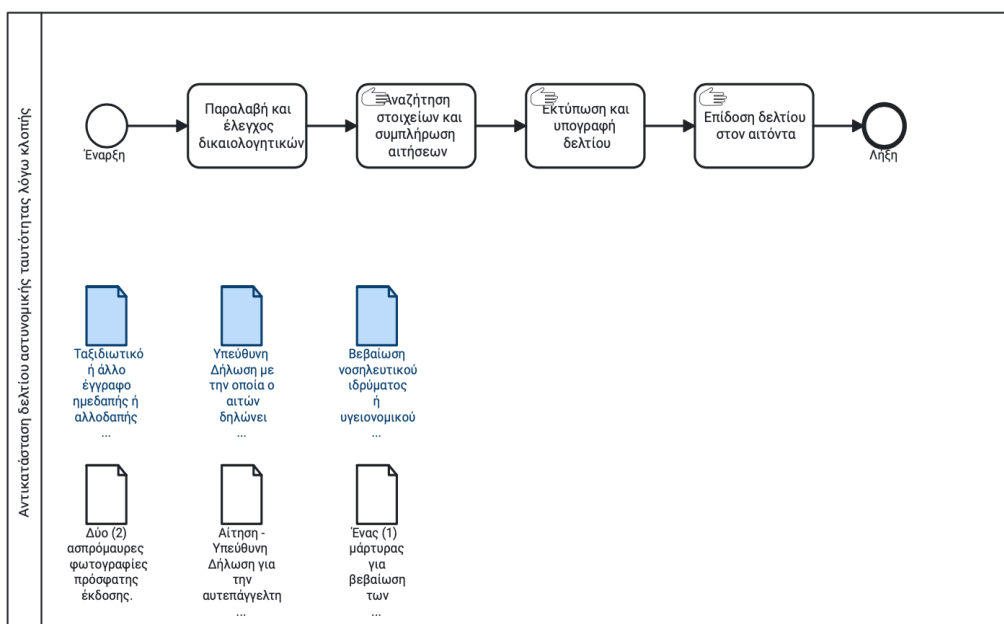 Αντικατάσταση δελτίου αστυνομικής ταυτότητας λόγω κλοπής
Έναρξη
Παραλαβή και
έλεγχος
δικαιολογητικών
Αναζήτηση
στοιχείων και
συμπλήρωση
αιτήσεων
Εκτύπωση και
υπογραφή
δελτίου
Επίδοση δελτίου
στον αιτόντα
Λήξη
Ταξιδιωτικό
ή άλλο
έγγραφο
ημεδαπής ή
αλλοδαπής
...
Υπεύθυνη
Δήλωση με
την οποία ο
αιτών
δηλώνει
...
Βεβαίωση
νοσηλευτικού
ιδρύματος
ή
υγειονομικού
...
Δύο (2)
ασπρόμαυρες
φωτογραφίες
πρόσφατης
έκδοσης.
Αίτηση -
Υπεύθυνη
Δήλωση για
την
αυτεπάγγελτη
...
Ένας (1)
μάρτυρας
για
βεβαίωση
των
...